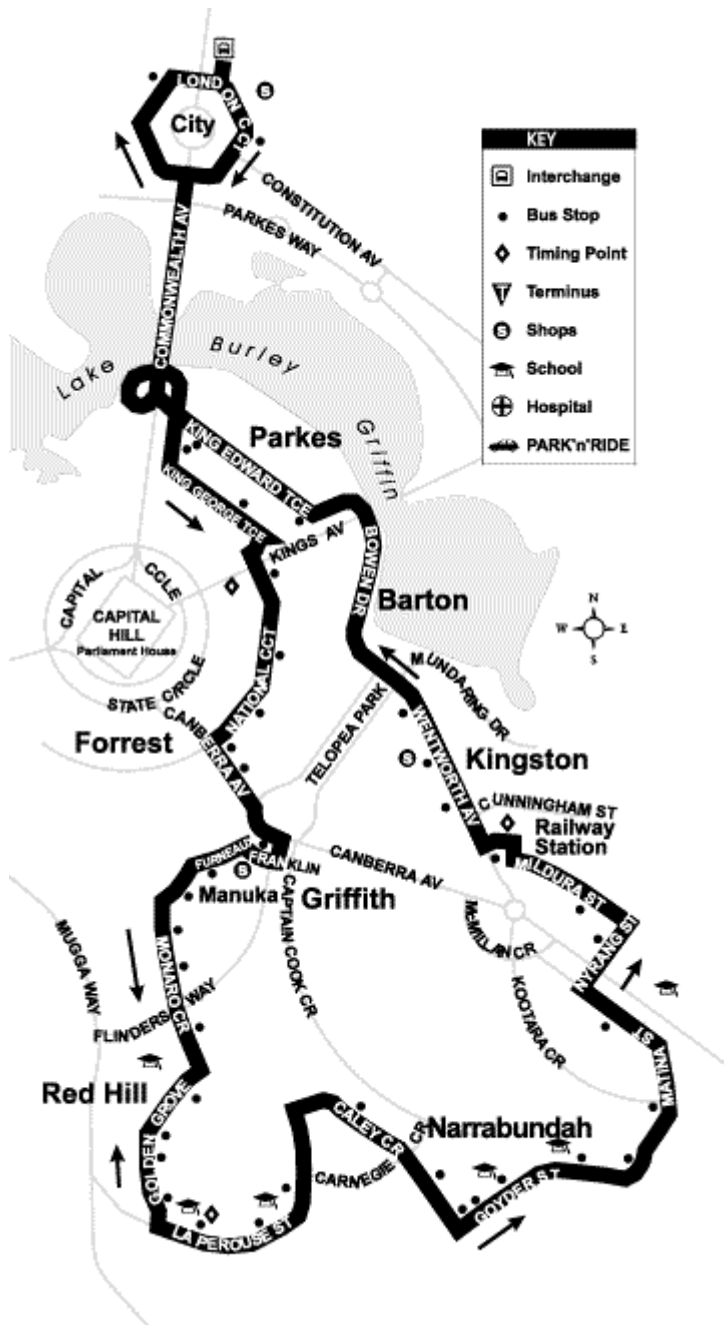 LONDON CCT
City
CONSTITUTION AV
PARKES WAY
COMMONWEALTH AV
KEY
Interchange
Bus Stop
Timing Point
T Terminus
S Shops
School
Hospital
PARK'n'RIDE
S
Lake Burley Griffin
Parkes
KING EDWARD TCE
KING GEORGE TCE
KINGS AV
BOWEN DR
Barton
CAPITAL CCLE
CAPITAL
HILL
Parliament House
STATE CIRCLE
N
W E
S
MUNDA-RING DR
NATIONAL CCT
CANBERRA AV
Forrest
TELOPEA PARK
WENTWORTH AV
Kingston
S
CUNNINGHAM ST
Railway
Station
MILDURA ST
FURNEAUX
FRANKLIN
S
Manuka
Griffith
CANBERRA AV
CAPTAIN COOK CR
McMILLAN CR
NYRANG ST
MUGGA WAY
MONARO CR
FLINDERS WAY
KOOTARA CR
MATINA ST
Red Hill
GOLDEN GROVE
CALEY CR
CARNEGIE CR
Narrabundah
GOYDER ST
LA PEROUSE ST